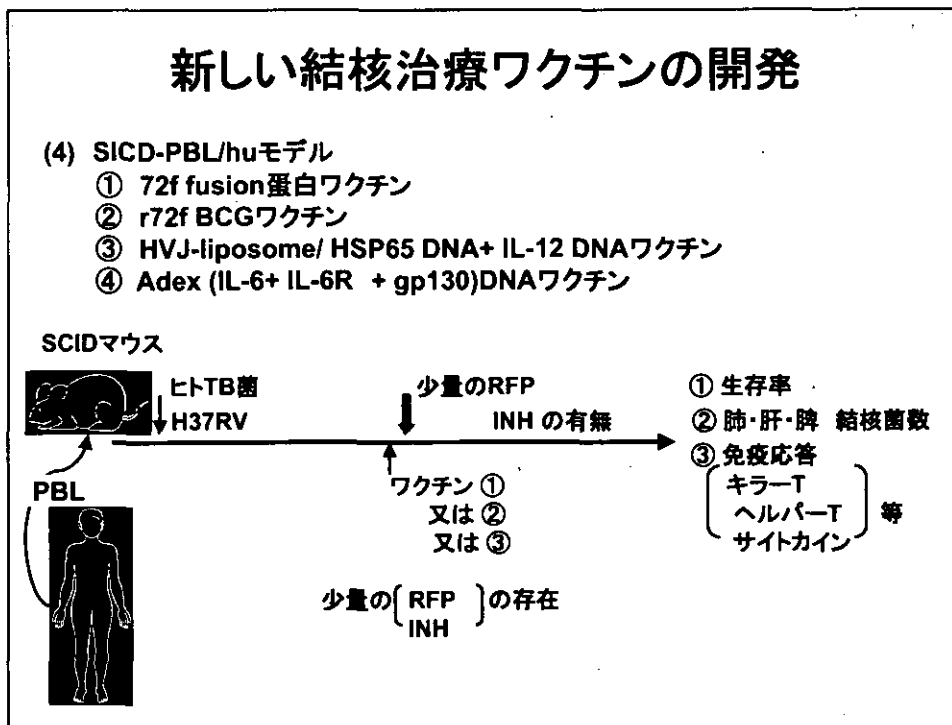 新しい結核治療ワクチンの開発
(4) SICD-PBL/huモデル
① 72f fusion蛋白ワクチン
② r72f BCGワクチン
③ HVJ-liposome/ HSP65 DNA+ IL-12 DNAワクチン
④ Adex (IL-6+ IL-6R + gp130)DNAワクチン
SCIDマウス
ヒトTB菌
H37RV
少量のRFP
INH の有無
① 生存率
② 肺・肝・脾 結核菌数
③ 免疫応答
キラーT
ヘルパーT 等
サイトカイン
PBL
ワクチン ①
又は ②
又は ③
少量の RFP の存在
INH